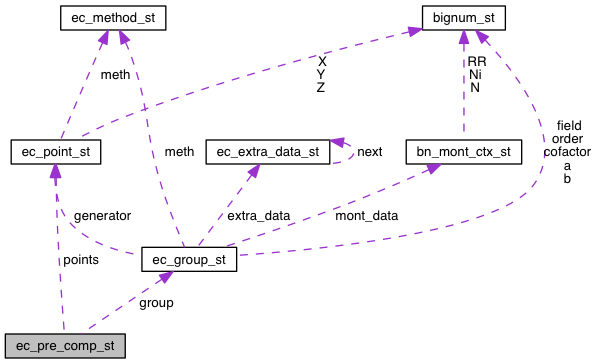 ec_method_st
bignum_st
meth
X
Y
Z
RR
Ni
N
field
order
cofactor
a
b
ec_point_st
meth
ec_extra_data_st
next
bn_mont_ctx_st
generator
extra_data
mont_data
points
ec_group_st
group
ec_pre_comp_st